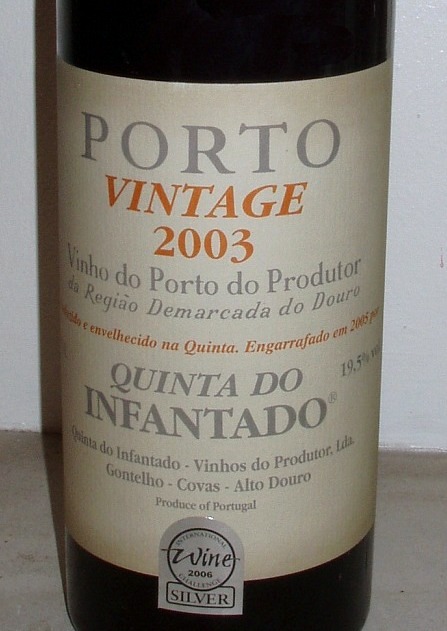 PORTO
VINTAGE
2003
Vinho do Porto do Produtor
da Região Demarcada do Douro
e envelhecido na Quinta. Engarrafado em 2005
19,5%
QUINTA DO
INFANTADO®
Quinta do Infantado - Vinhos do Produtor, Lda.
Gontelho - Covas - Alto Douro
Produce of Portugal
INTERNATIONAL
Wine
2006
CHALLENGE
SILVER